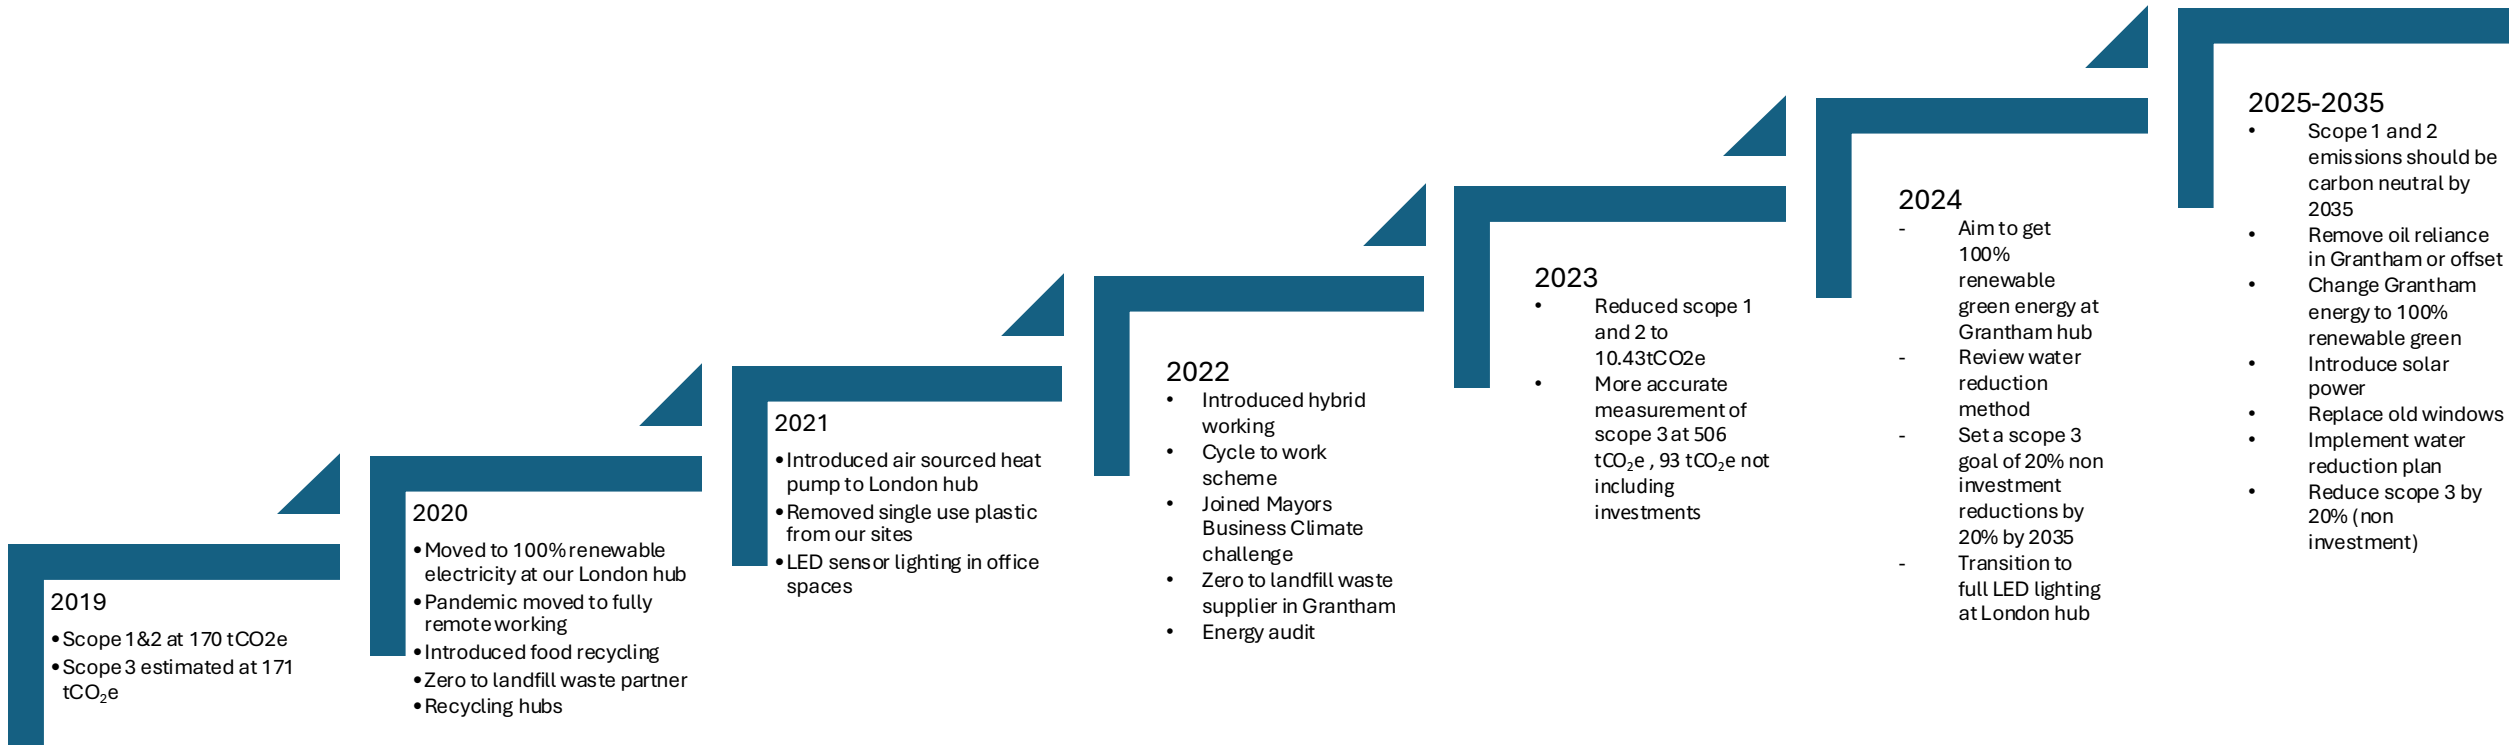 2019
•Scope 1&2 at 170 tCO2e
•Scope 3 estimated at 171
tCO₂e
2020
•Moved to 100% renewable
electricity at our London hub
•Pandemic moved to fully
remote working
•Introduced food recycling
•Zero to landfill waste partner
•Recycling hubs
2021
•Introduced air sourced heat
pump to London hub
•Removed single use plastic
from our sites
•LED sensor lighting in office
spaces
2022
• Introduced hybrid
working
• Cycle to work
scheme
• Joined Mayors
Business Climate
challenge
• Zero to landfill waste
supplier in Grantham
• Energy audit
2023
• Reduced scope 1
and 2 to
10.43tCO2e
• More accurate
measurement of
scope 3 at 506
tCO₂e , 93 tCO₂e not
including
investments
2024
- Aim to get
100%
renewable
green energy at
Grantham hub
- Review water
reduction
method
- Set a scope 3
goal of 20% non
investment
reductions by
20% by 2035
- Transition to
full LED lighting
at London hub
2025-2035
• Scope 1 and 2
emissions should be
carbon neutral by
2035
• Remove oil reliance
in Grantham or offset
• Change Grantham
energy to 100%
renewable green
• Introduce solar
power
• Replace old windows
• Implement water
reduction plan
• Reduce scope 3 by
20% (non
investment)